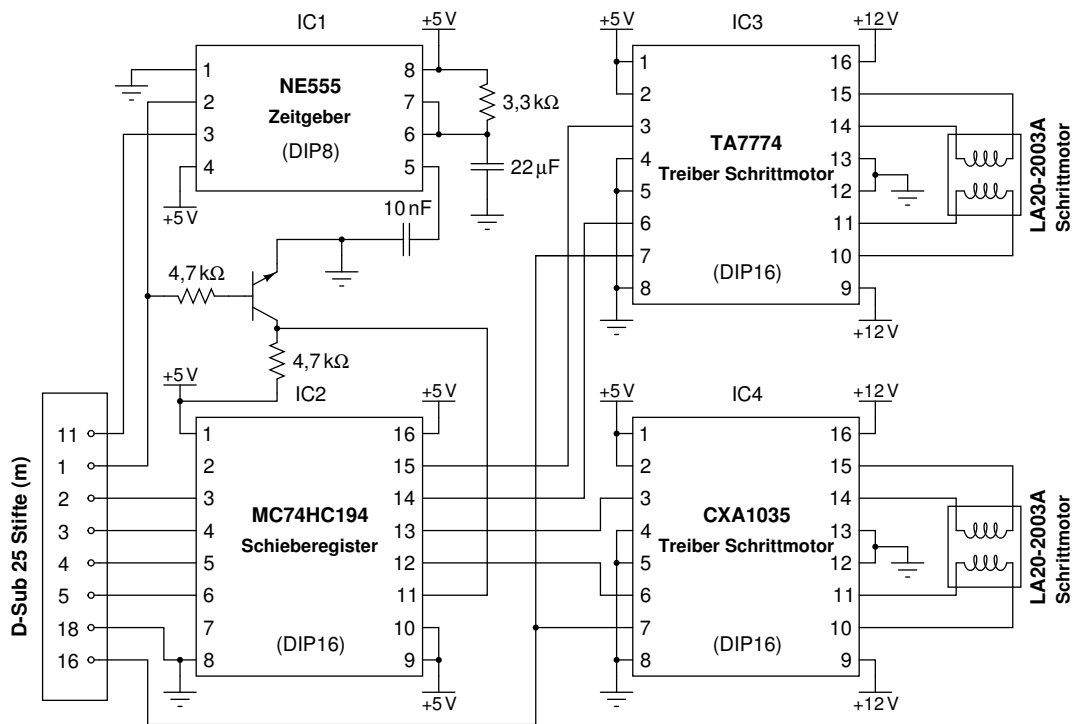 IC1
+5 V
1
2
3
4
NE555
Zeitgeber
(DIP8)
8
7
6
5
+5 V
3,3 kΩ
22 µF
10 nF
4,7 kΩ
4,7 kΩ
+5 V
IC3
+12 V
1
2
3
4
5
6
7
8
TA7774
Treiber Schrittmotor
(DIP16)
16
15
14
13
12
11
10
9
+12 V
LA20-2003A
Schrittmotor
D-Sub 25 Stifte (m)
11
1
2
3
4
5
18
16
+5 V
IC2
+5 V
1
2
3
4
5
6
7
8
MC74HC194
Schieberegister
(DIP16)
16
15
14
13
12
11
10
9
+5 V
+5 V
IC4
+12 V
1
2
3
4
5
6
7
8
CXA1035
Treiber Schrittmotor
(DIP16)
16
15
14
13
12
11
10
9
+12 V
LA20-2003A
Schrittmotor